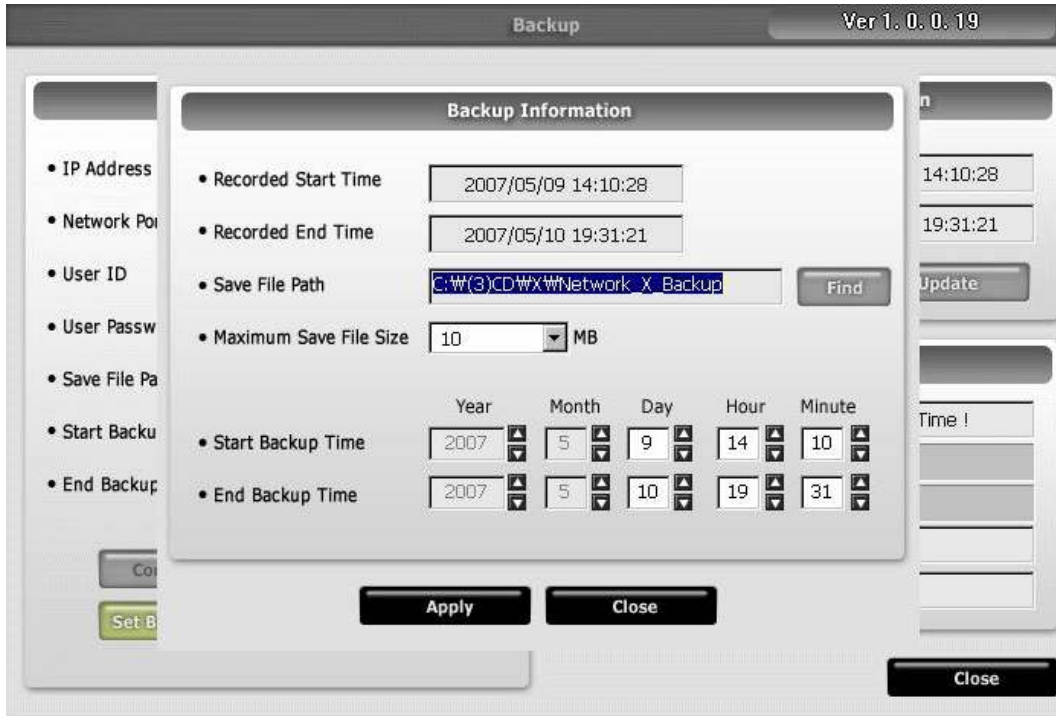 Backup
Ver 1. 0. 0. 19
Backup Information
n
• IP Address
• Recorded Start Time
2007/05/09 14:10:28
14:10:28
• Network Por
• Recorded End Time
2007/05/10 19:31:21
19:31:21
• User ID
• Save File Path
C:₩(3)CD₩X₩Network_X_Backup
Find
Update
• User Passw
• Maximum Save File Size
10
MB
• Save File Pa
Year Month Day Hour Minute
• Start Backu
• Start Backup Time
2007 5 9 14 10
Time !
• End Backup
• End Backup Time
2007 5 10 19 31
Co
Set B
Apply
Close
Close